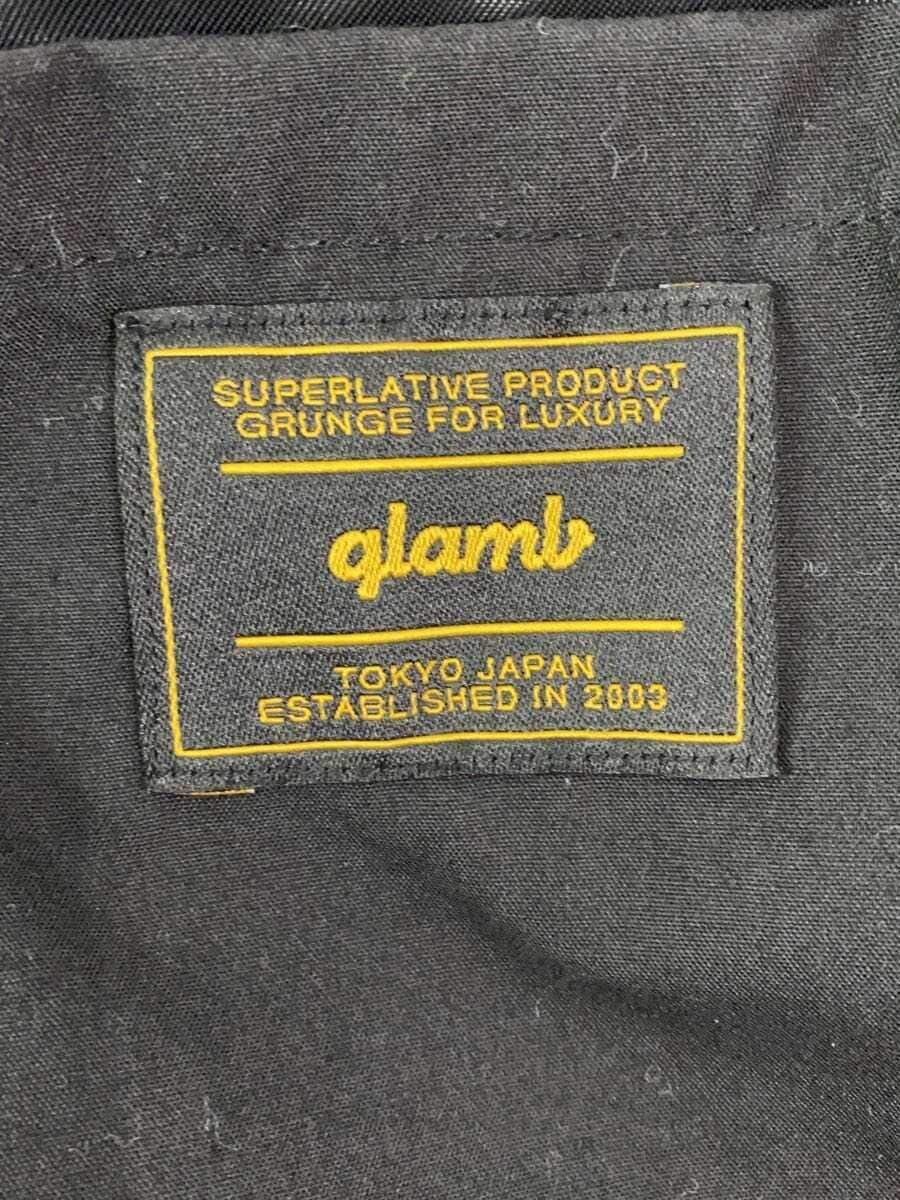 SUPERLATIVE PRODUCT
GRUNGE FOR LUXURY
glamb
TOKYO JAPAN
ESTABLISHED IN 2003